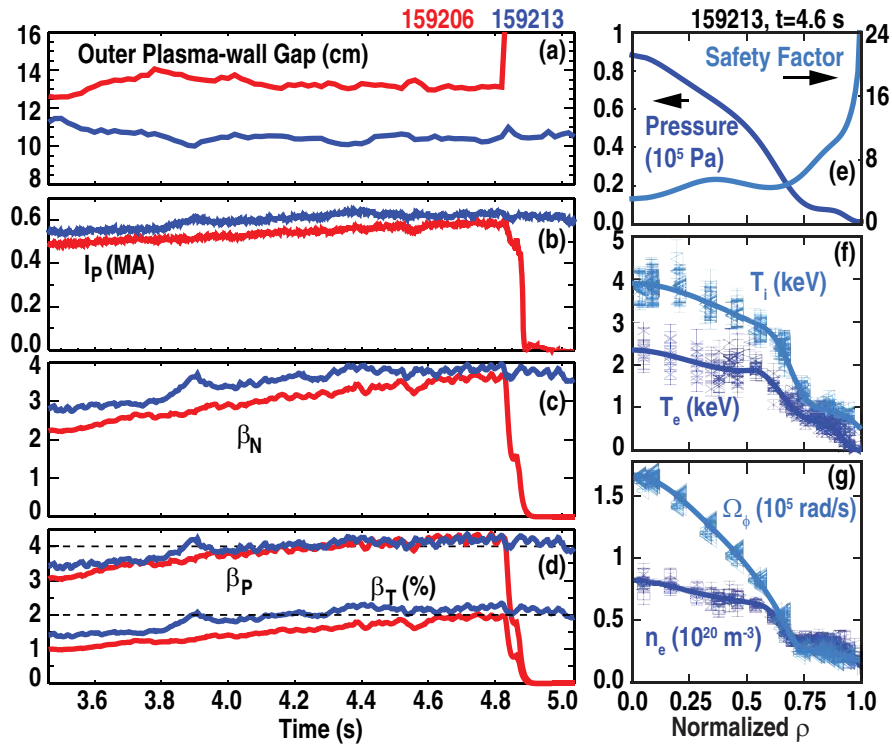 159206 159213
16
14
12
10
8
Outer Plasma-wall Gap (cm)
(a)
0.6
0.4
0.2
0.0
I_P (MA)
(b)
4
3
2
1
0
β_N
(c)
4
3
2
1
0
β_P
β_T (%)
(d)
3.6 3.8 4.0 4.2 4.4 4.6 4.8 5.0
Time (s)
159213, t=4.6 s
1
0.8
0.6
0.4
0.2
0
24
16
8
0
Safety Factor
Pressure
(10⁵ Pa)
(e)
5
4
3
2
1
0
T_i (keV)
T_e (keV)
(f)
1.5
1.0
0.5
0.0
Ω_ϕ (10⁵ rad/s)
n_e (10²⁰ m⁻³)
(g)
0.00 0.25 0.50 0.75 1.0
Normalized ρ